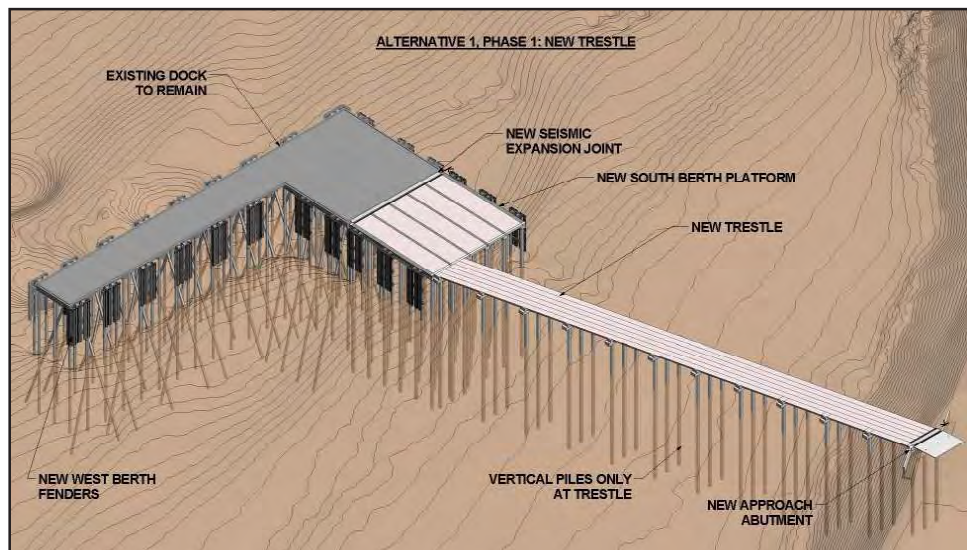 ALTERNATIVE 1, PHASE 1: NEW TRESTLE
EXISTING DOCK
TO REMAIN
NEW SEISMIC
EXPANSION JOINT
NEW SOUTH BERTH PLATFORM
NEW TRESTLE
NEW WEST BERTH
FENDERS
VERTICAL PILES ONLY
AT TRESTLE
NEW APPROACH
ABUTMENT